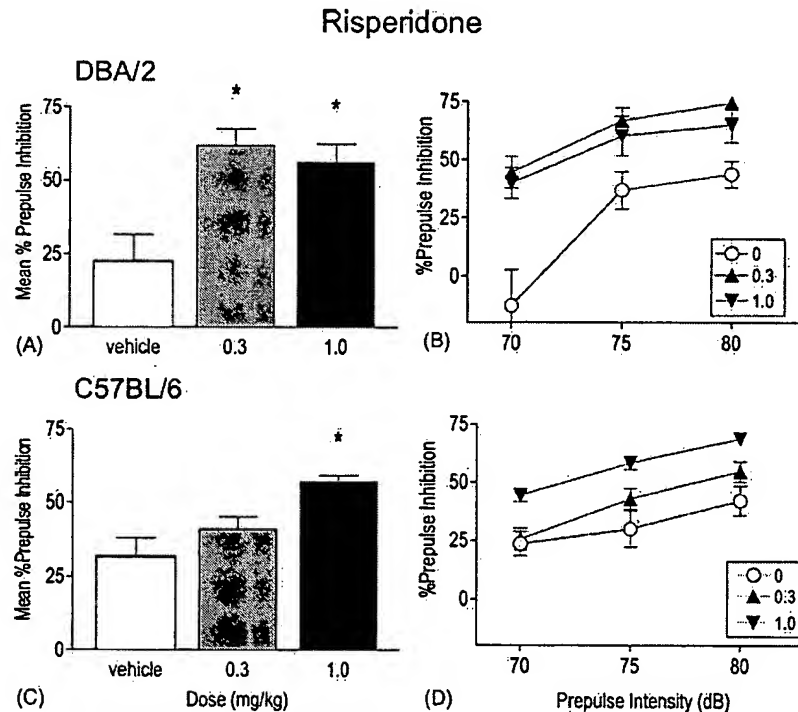 Risperidone
DBA/2
Mean % Prepulse Inhibition
75
50
25
0
*
*
vehicle
0.3
1.0
(A)
%Prepulse Inhibition
75
50
25
0
0
0.3
1.0
70
75
80
(B)
C57BL/6
Mean %Prepulse Inhibition
75
50
25
0
*
vehicle
0.3
1.0
(C)
Dose (mg/kg)
%Prepulse Inhibition
75
50
25
0
0
0.3
1.0
70
75
80
(D)
Prepulse Intensity (dB)